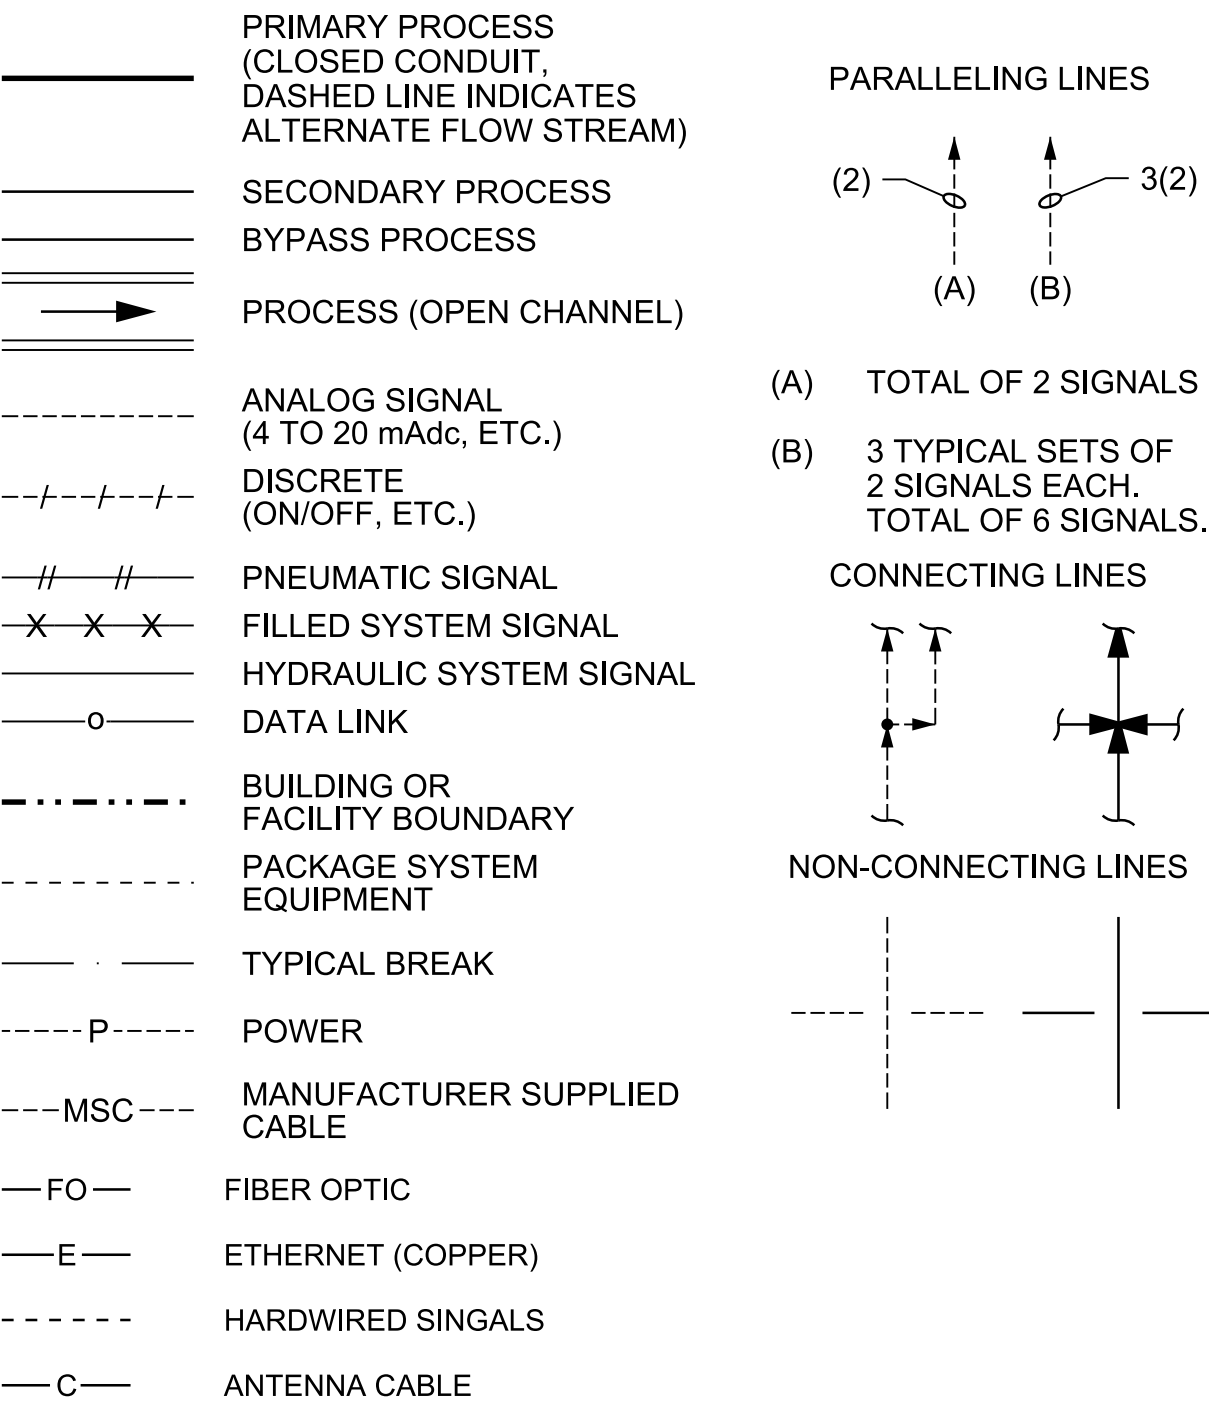 PRIMARY PROCESS
(CLOSED CONDUIT,
DASHED LINE INDICATES
ALTERNATE FLOW STREAM)
SECONDARY PROCESS
BYPASS PROCESS
PROCESS (OPEN CHANNEL)
ANALOG SIGNAL
(4 TO 20 mAdc, ETC.)
DISCRETE
(ON/OFF, ETC.)
PNEUMATIC SIGNAL
X X X FILLED SYSTEM SIGNAL
HYDRAULIC SYSTEM SIGNAL
o DATA LINK
BUILDING OR
FACILITY BOUNDARY
PACKAGE SYSTEM
EQUIPMENT
TYPICAL BREAK
P POWER
MSC MANUFACTURER SUPPLIED
CABLE
FO FIBER OPTIC
E ETHERNET (COPPER)
HARDWIRED SINGALS
C ANTENNA CABLE
PARALLELING LINES
(2) 3(2)
(A) (B)
(A) TOTAL OF 2 SIGNALS
(B) 3 TYPICAL SETS OF
2 SIGNALS EACH.
TOTAL OF 6 SIGNALS.
CONNECTING LINES
NON-CONNECTING LINES